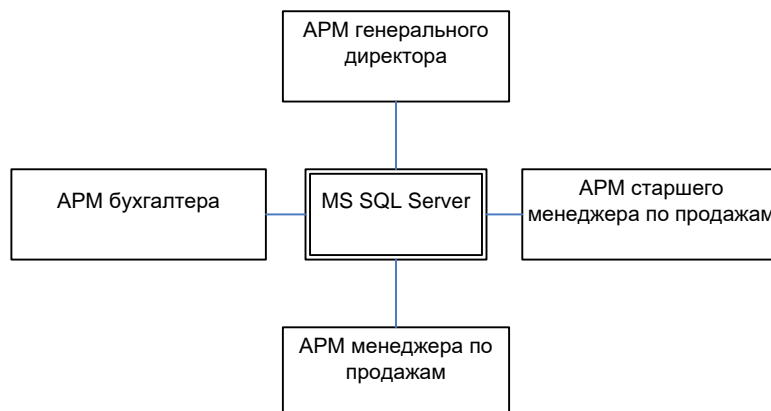 АРМ генерального
директора
АРМ бухгалтера
MS SQL Server
АРМ старшего
менеджера по продажам
АРМ менеджера по
продажам